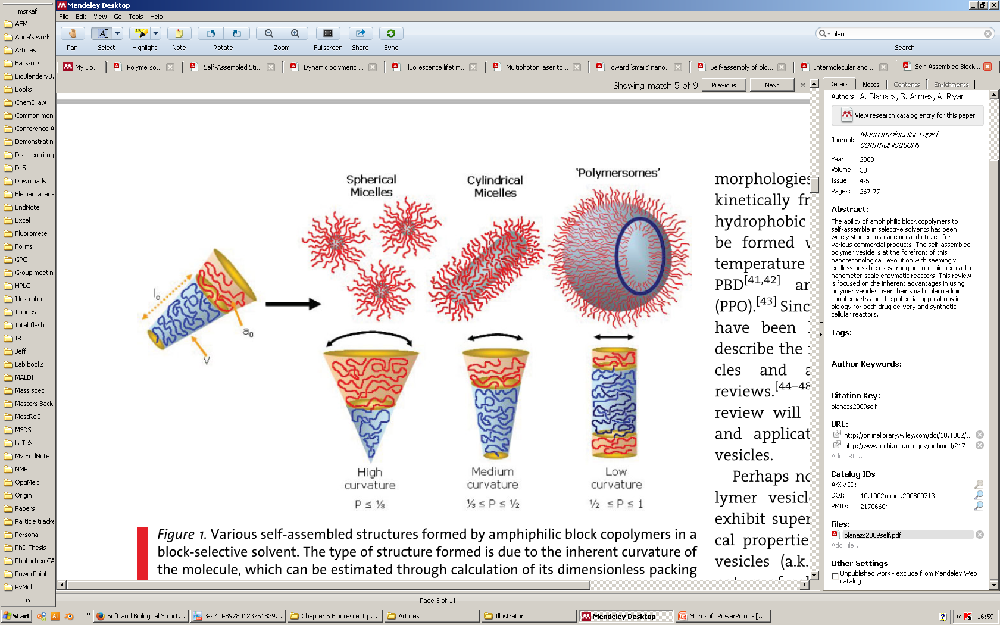 msrkaf
AFM
Anne's work
Articles
Back-ups
BioBlenderv0.
Books
ChemDraw
Common mon
Conference A
Demonstratin
Disc centrifug
DLS
Downloads
Elemental ana
EndNote
Excel
Fluorometer
Forms
GPC
Group meetin
HPLC
Illustrator
Images
Intelliflash
IR
Jeff
Lab books
MALDI
Mass spec
Masters Back-
MestReC
MSDS
LaTeX
My EndNote L
NMR
OptiMelt
Origin
Papers
Particle tracke
Personal
PhD Thesis
PhotochemCA
PowerPoint
PyMol
»
Mendeley Desktop
File Edit View Go Tools Help
Pan Select Highlight Note Rotate Zoom Fullscreen Share Sync
blan
Search
My Lib... Polymerso... Self-Assembled Str... Dynamic polymeric ... Fluorescence lifetim... Multiphoton laser to... Toward 'smart' nano... Self-assembly of blo... Intermolecular and ... Self-Assembled Block...
Showing match 5 of 9 Previous Next
Spherical
Micelles
Cylindrical
Micelles
'Polymersomes'
lc
a0
V
High
curvature
P ≤ ⅓
Medium
curvature
⅓ ≤ P ≤ ½
Low
curvature
½ ≤ P ≤ 1
Figure 1. Various self-assembled structures formed by amphiphilic block copolymers in a
block-selective solvent. The type of structure formed is due to the inherent curvature of
the molecule, which can be estimated through calculation of its dimensionless packing
morphologies
kinetically fr
hydrophobic
be formed
temperature
PBD[41,42] an
(PPO).[43] Sinc
have been
describe the
cles and a
reviews.[44–48
review will
and applicat
vesicles.
Perhaps no
lymer vesicl
exhibit super
cal propertie
vesicles (a.k.
Details Notes Contents Enrichments
Authors: A. Blanazs, S. Armes, A. Ryan
View research catalog entry for this paper
Journal: Macromolecular rapid
communications
Year: 2009
Volume: 30
Issue: 4-5
Pages: 267-77
Abstract:
The ability of amphiphilic block copolymers to
self-assemble in selective solvents has been
widely studied in academia and utilized for
various commercial products. The self-assembled
polymer vesicle is at the forefront of this
nanotechnological revolution with seemingly
endless possible uses, ranging from biomedical to
nanometer-scale enzymatic reactors. This review
is focused on the inherent advantages in using
polymer vesicles over their small molecule lipid
counterparts and the potential applications in
biology for both drug delivery and synthetic
cellular reactors.
Tags:
Author Keywords:
Citation Key:
blanazs2009self
URL:
http://onlinelibrary.wiley.com/doi/10.1002/...
http://www.ncbi.nlm.nih.gov/pubmed/217...
Add URL...
Catalog IDs
ArXiv ID:
DOI: 10.1002/marc.200800713
PMID: 21706604
Files:
blanazs2009self.pdf
Add File...
Other Settings
Unpublished work - exclude from Mendeley Web
catalog
Page 3 of 11
Start Ai » Soft and Biological Struct... 3-s2.0-B9780123751829... Chapter 5 Fluorescent p... Articles Illustrator Mendeley Desktop Microsoft PowerPoint - [... ? « 16:59